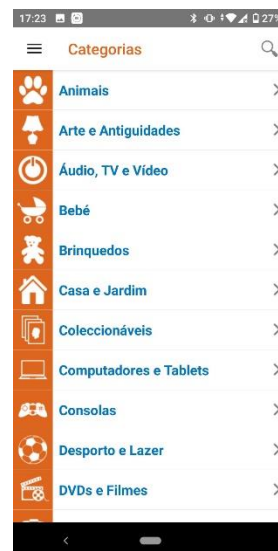 17:23 27%
Categorias
Animais
Arte e Antiguidades
Áudio, TV e Vídeo
Bebé
Brinquedos
Casa e Jardim
Coleccionáveis
Computadores e Tablets
Consolas
Desporto e Lazer
DVDs e Filmes